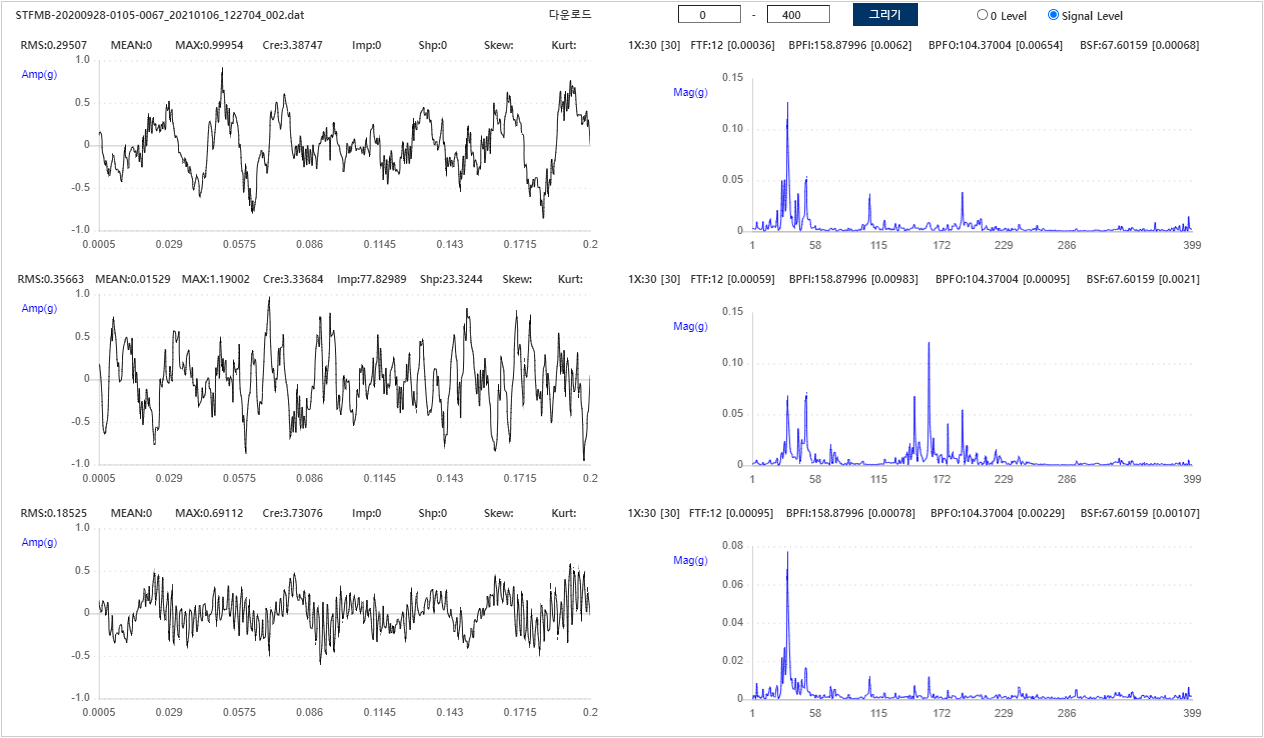 STFMB-20200928-0105-0067_20210106_122704_002.dat 다운로드 0 - 400 그리기 0 Level Signal Level
RMS:0.29507 MEAN:0 MAX:0.99954 Cre:3.38747 Imp:0 Shp:0 Skew: Kurt:
Amp(g)
1.0
0.5
0
-0.5
-1.0
0.0005 0.029 0.0575 0.086 0.1145 0.143 0.1715 0.2
1X:30 [30] FTF:12 [0.00036] BPFI:158.87996 [0.0062] BPFO:104.37004 [0.00654] BSF:67.60159 [0.00068]
Mag(g)
0.15
0.10
0.05
0
1 58 115 172 229 286 399
RMS:0.35663 MEAN:0.01529 MAX:1.19002 Cre:3.33684 Imp:77.82989 Shp:23.3244 Skew: Kurt:
Amp(g)
1.0
0.5
0
-0.5
-1.0
0.0005 0.029 0.0575 0.086 0.1145 0.143 0.1715 0.2
1X:30 [30] FTF:12 [0.00059] BPFI:158.87996 [0.00983] BPFO:104.37004 [0.00095] BSF:67.60159 [0.0021]
Mag(g)
0.15
0.10
0.05
0
1 58 115 172 229 286 399
RMS:0.18525 MEAN:0 MAX:0.69112 Cre:3.73076 Imp:0 Shp:0 Skew: Kurt:
Amp(g)
1.0
0.5
0
-0.5
-1.0
0.0005 0.029 0.0575 0.086 0.1145 0.143 0.1715 0.2
1X:30 [30] FTF:12 [0.00095] BPFI:158.87996 [0.00078] BPFO:104.37004 [0.00229] BSF:67.60159 [0.00107]
Mag(g)
0.08
0.06
0.04
0.02
0
1 58 115 172 229 286 399